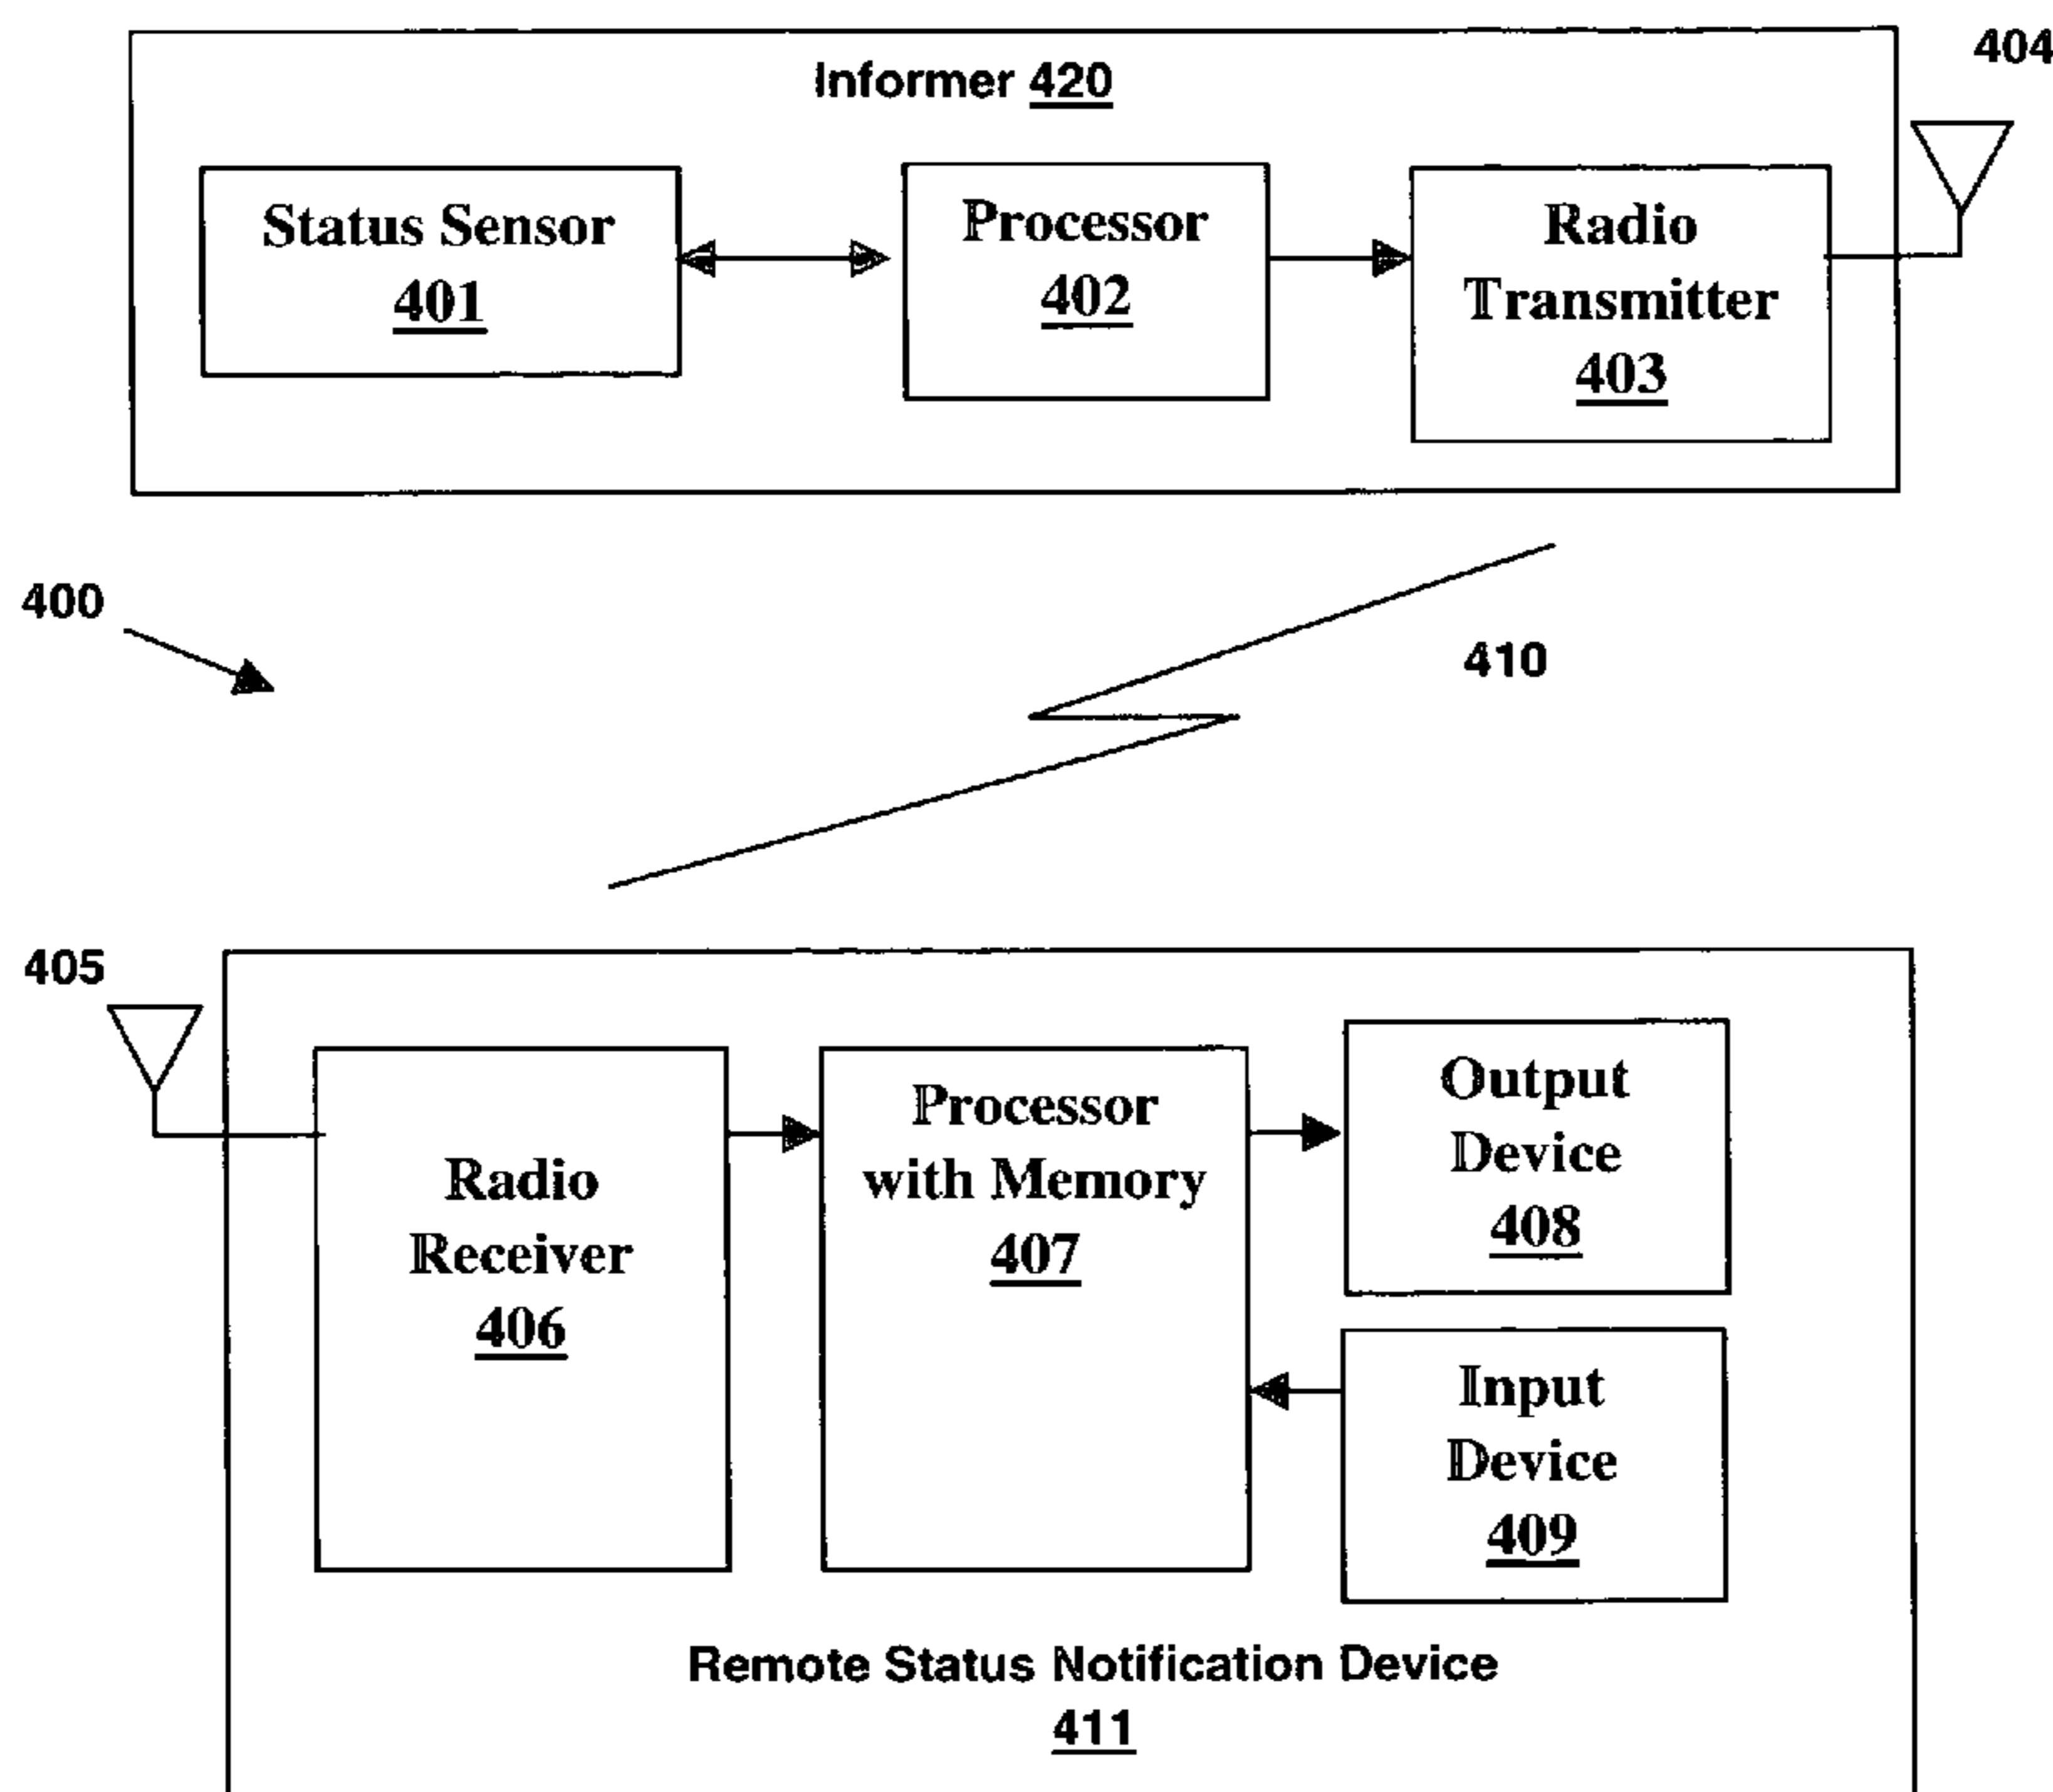 Informer 420
404
Status Sensor
401
Processor
402
Radio
Transmitter
403
400
410
405
Radio
Receiver
406
Processor
with Memory
407
Output
Device
408
Input
Device
409
Remote Status Notification Device
411